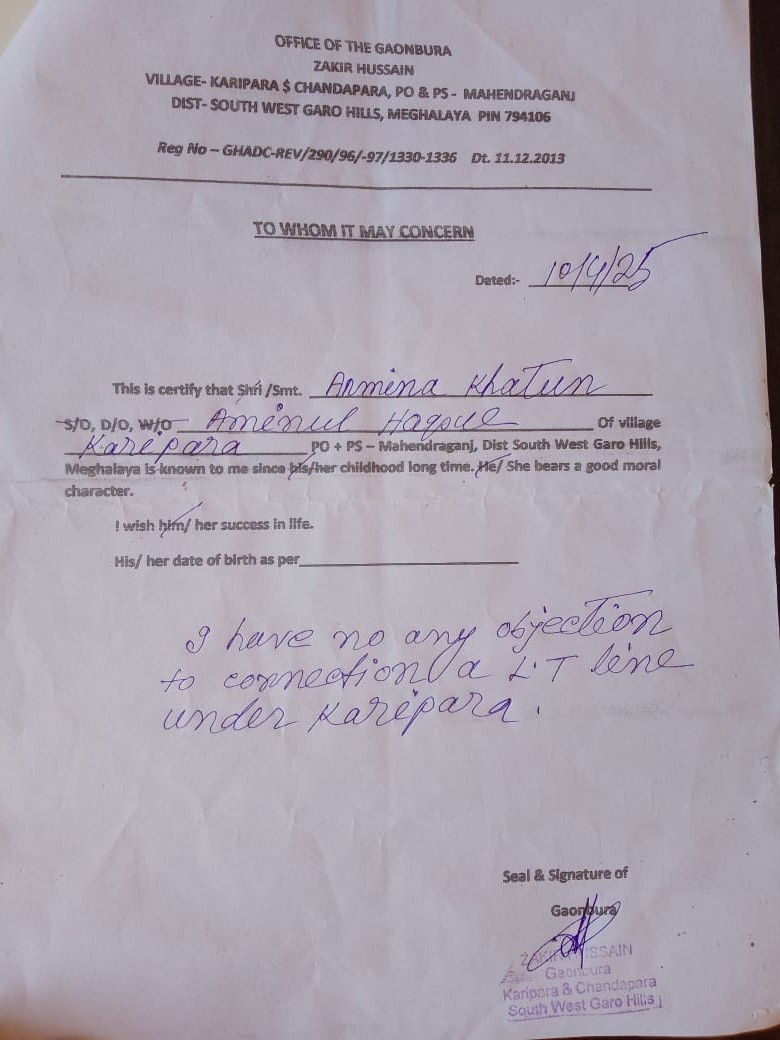 OFFICE OF THE GAONBURA
ZAKIR HUSSAIN
VILLAGE- KARIPARA $ CHANDAPARA, PO & PS - MAHENDRAGANJ
DIST- SOUTH WEST GARO HILLS, MEGHALAYA PIN 794106
Reg No – GHADC-REV/290/96/-97/1330-1336 Dt. 11.12.2013
TO WHOM IT MAY CONCERN
Dated:- 10/4/25
This is certify that Shri /Smt. Anmina Khatun
S/O, D/O, W/O Aminul Haque Of village
Karipara PO + PS – Mahendraganj, Dist South West Garo Hills,
Meghalaya is known to me since his/her childhood long time. He/ She bears a good moral
character.
I wish him/ her success in life.
His/ her date of birth as per
I have no any objection
to connection a L.T line
under Karipara.
Seal & Signature of
Gaonbura
ZAKIR HUSSAIN
Gaonbura
Karipara & Chandapara
South West Garo Hills